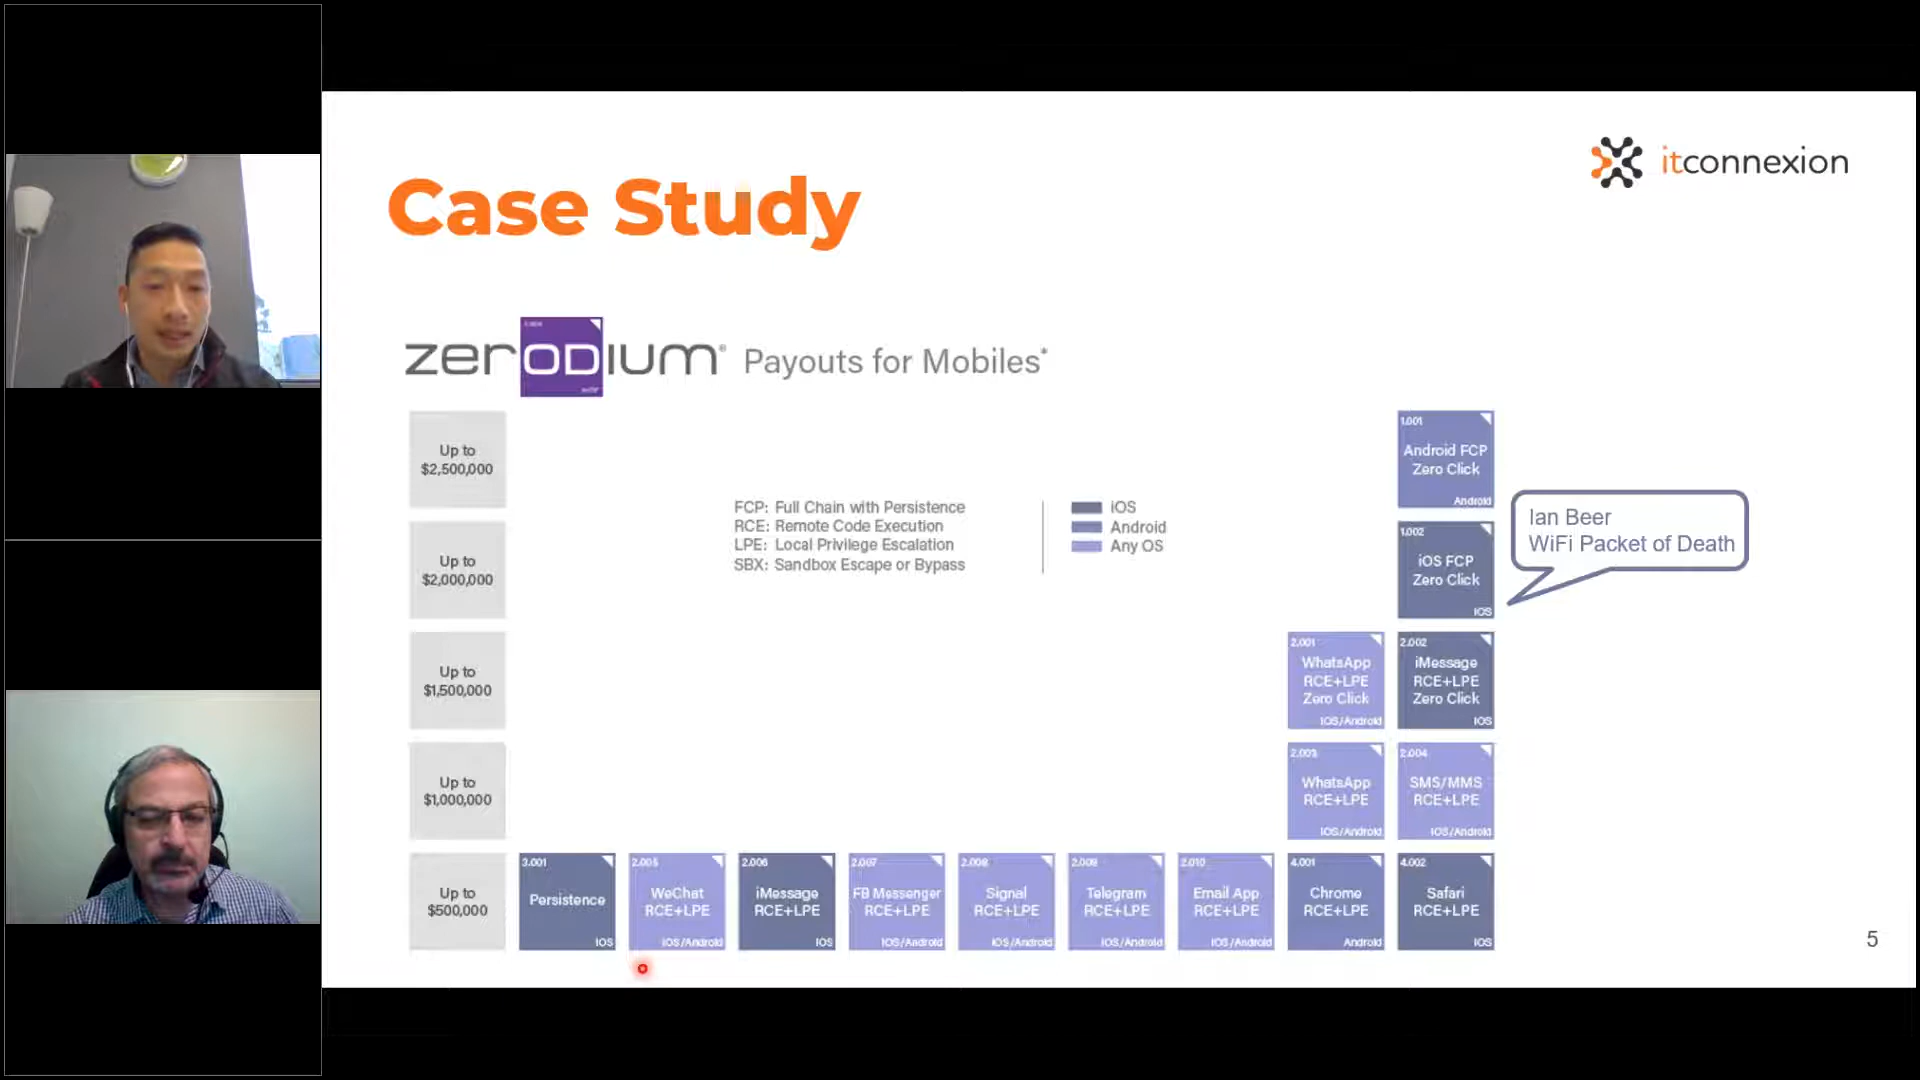 itconnexion
Case Study
zerodium® Payouts for Mobiles*
Up to
$2,500,000
1.001
Android FCP
Zero Click
Android
FCP: Full Chain with Persistence
RCE: Remote Code Execution
LPE: Local Privilege Escalation
SBX: Sandbox Escape or Bypass
iOS
Android
Any OS
Ian Beer
WiFi Packet of Death
Up to
$2,000,000
1.002
iOS FCP
Zero Click
iOS
Up to
$1,500,000
2.001
WhatsApp
RCE+LPE
Zero Click
iOS/Android
2.002
iMessage
RCE+LPE
Zero Click
iOS
Up to
$1,000,000
2.003
WhatsApp
RCE+LPE
iOS/Android
2.004
SMS/MMS
RCE+LPE
iOS/Android
Up to
$500,000
3.001
Persistence
iOS
2.005
WeChat
RCE+LPE
iOS/Android
2.006
iMessage
RCE+LPE
iOS
2.007
FB Messenger
RCE+LPE
iOS/Android
2.008
Signal
RCE+LPE
iOS/Android
2.009
Telegram
RCE+LPE
iOS/Android
2.010
Email App
RCE+LPE
iOS/Android
4.001
Chrome
RCE+LPE
Android
4.002
Safari
RCE+LPE
iOS
5